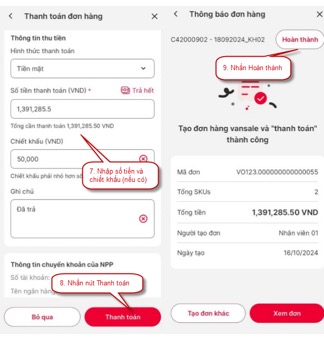 Thanh toán đơn hàng
Thông tin thu tiền
Hình thức thanh toán
Tiền mặt
Số tiền thanh toán (VND) * Trả hết
1,391,285.5
Tổng cần thanh toán 1,391,285.50 VND
Chiết khấu (VND)
50,000
Chiết khấu phải nhỏ hơn số
7. Nhập số tiền và
chiết khấu (nếu có)
Ghi chú
Đã trả
Thông tin chuyển khoản của NPP
Số tài khoản:
Tên ngân hàng
8. Nhấn nút Thanh toán
Bỏ qua
Thanh toán
Thông báo đơn hàng
C42000902 - 18092024_KH02
Hoàn thành
9. Nhấn Hoàn thành
Tạo đơn hàng vansale và "thanh toán"
thành công
Mã đơn VO123.000000000000055
Tổng SKUs 2
Tổng tiền 1,391,285.50 VND
Người tạo đơn Nhân viên 01
Ngày tạo 16/10/2024
Tạo đơn khác
Xem đơn